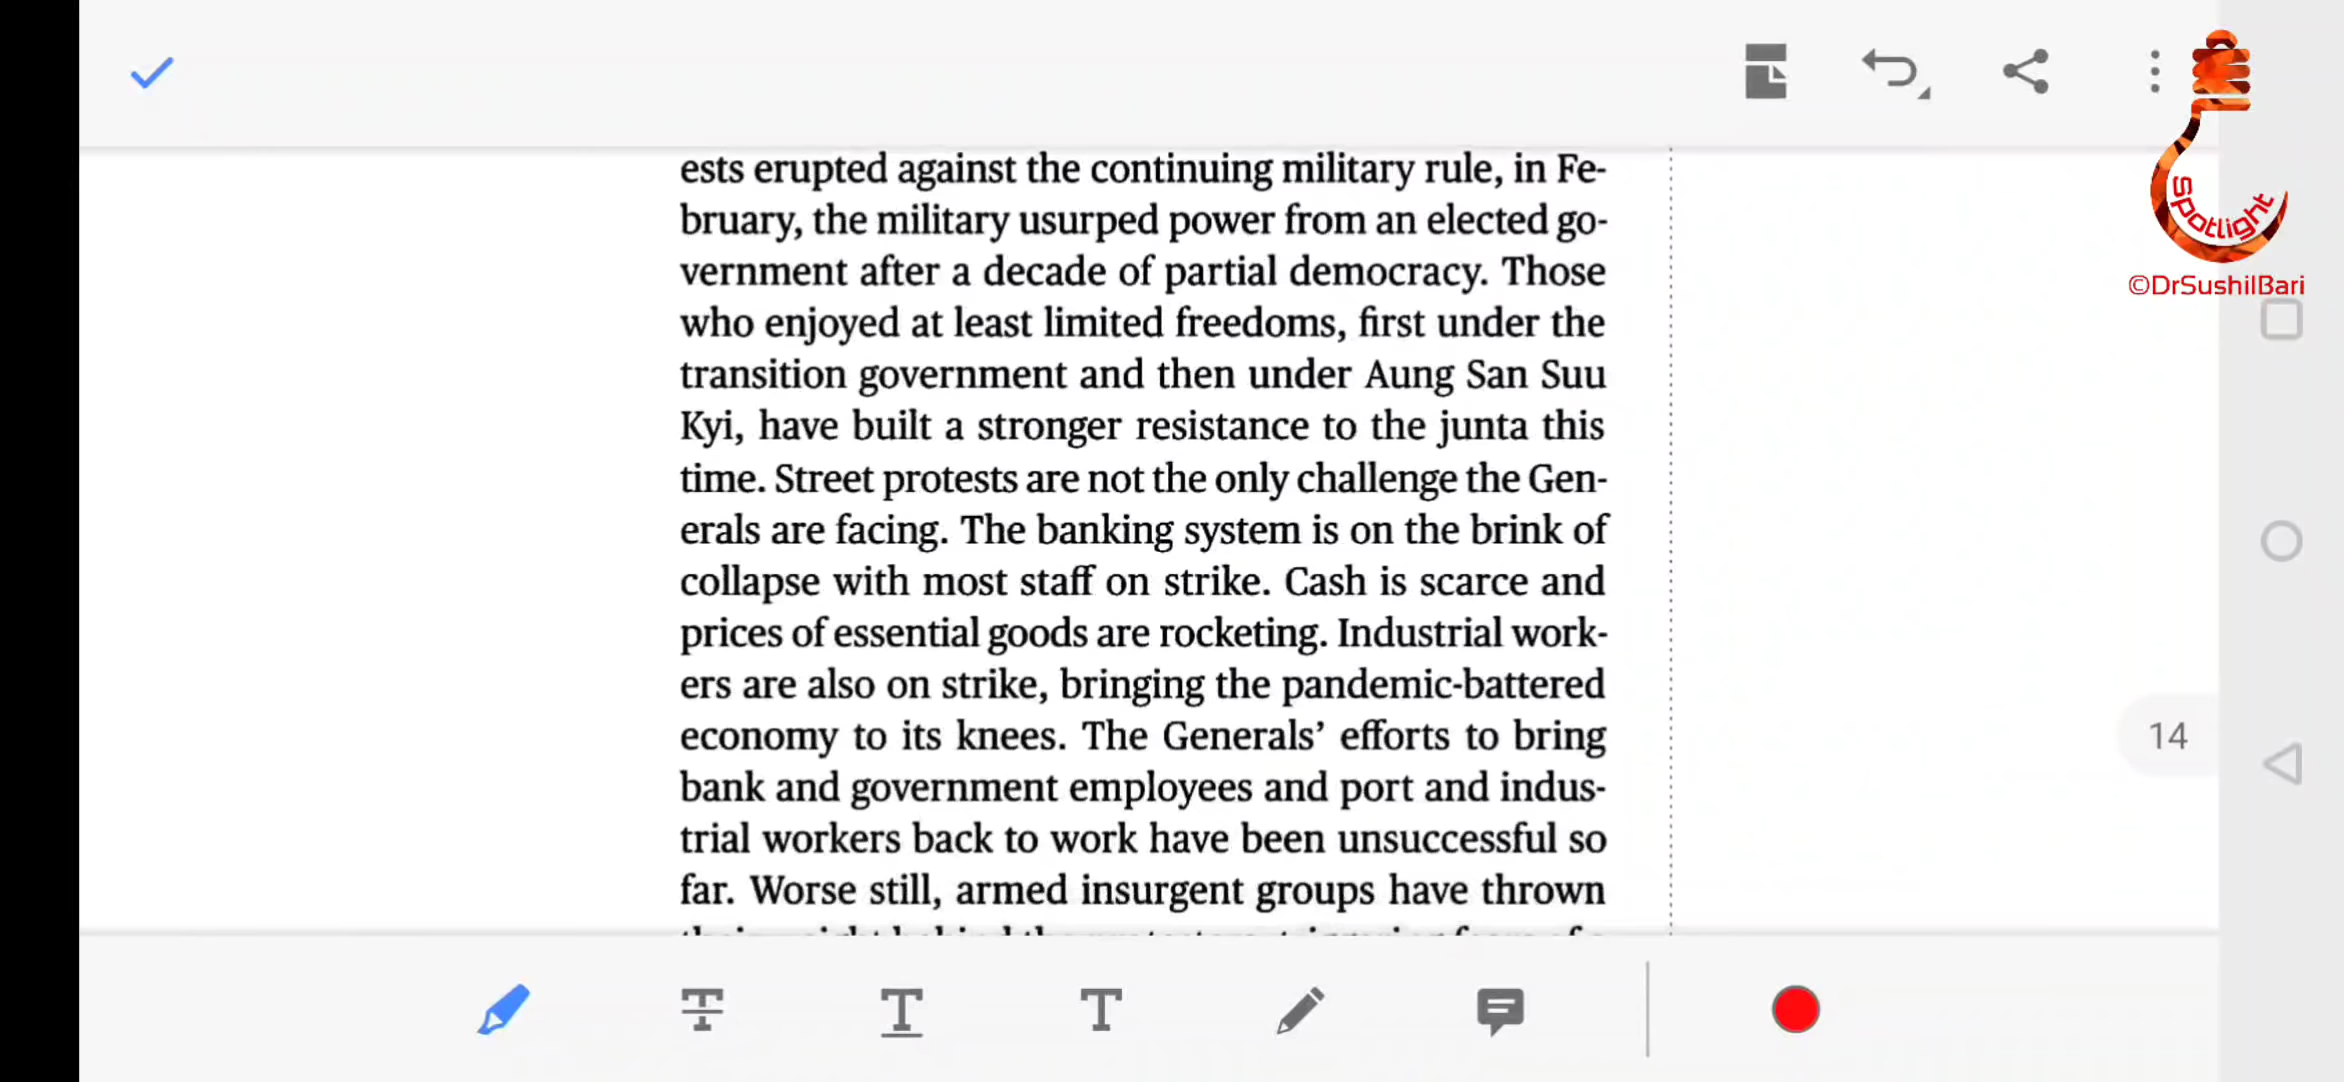 ests erupted against the continuing military rule, in Fe-
bruary, the military usurped power from an elected go-
vernment after a decade of partial democracy. Those
who enjoyed at least limited freedoms, first under the
transition government and then under Aung San Suu
Kyi, have built a stronger resistance to the junta this
time. Street protests are not the only challenge the Gen-
erals are facing. The banking system is on the brink of
collapse with most staff on strike. Cash is scarce and
prices of essential goods are rocketing. Industrial work-
ers are also on strike, bringing the pandemic-battered
economy to its knees. The Generals’ efforts to bring
bank and government employees and port and indus-
trial workers back to work have been unsuccessful so
far. Worse still, armed insurgent groups have thrown
Spotlight
©DrSushilBari
14